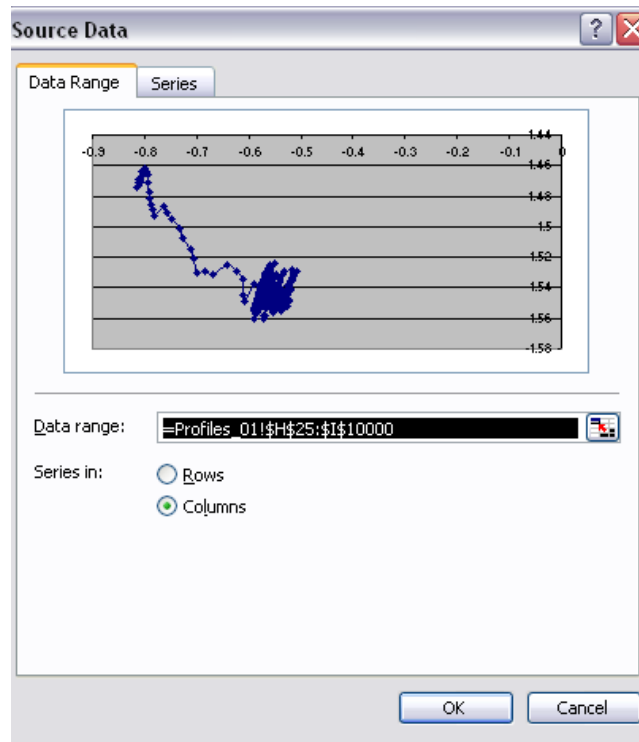 Source Data
Data Range Series
-1.44
-0.9 -0.8 -0.7 -0.6 -0.5 -0.4 -0.3 -0.2 -0.1 0
-1.46
-1.48
-1.5
-1.52
-1.54
-1.56
-1.58
Data range: =Profiles_01!$H$25:$I$10000
Series in: Rows
Columns
OK Cancel